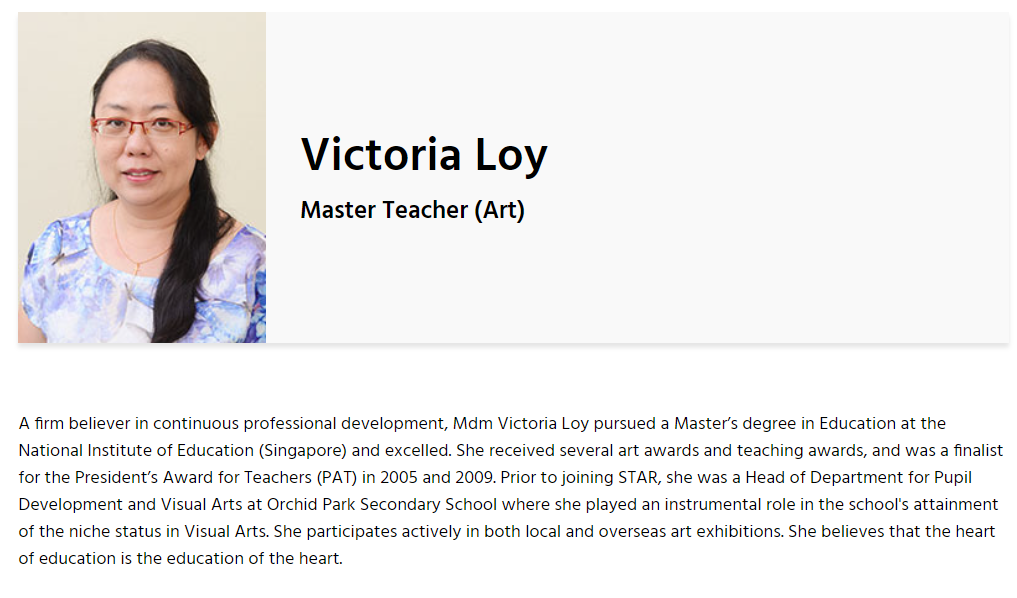 Victoria Loy
Master Teacher (Art)
A firm believer in continuous professional development, Mdm Victoria Loy pursued a Master’s degree in Education at the
National Institute of Education (Singapore) and excelled. She received several art awards and teaching awards, and was a finalist
for the President’s Award for Teachers (PAT) in 2005 and 2009. Prior to joining STAR, she was a Head of Department for Pupil
Development and Visual Arts at Orchid Park Secondary School where she played an instrumental role in the school's attainment
of the niche status in Visual Arts. She participates actively in both local and overseas art exhibitions. She believes that the heart
of education is the education of the heart.